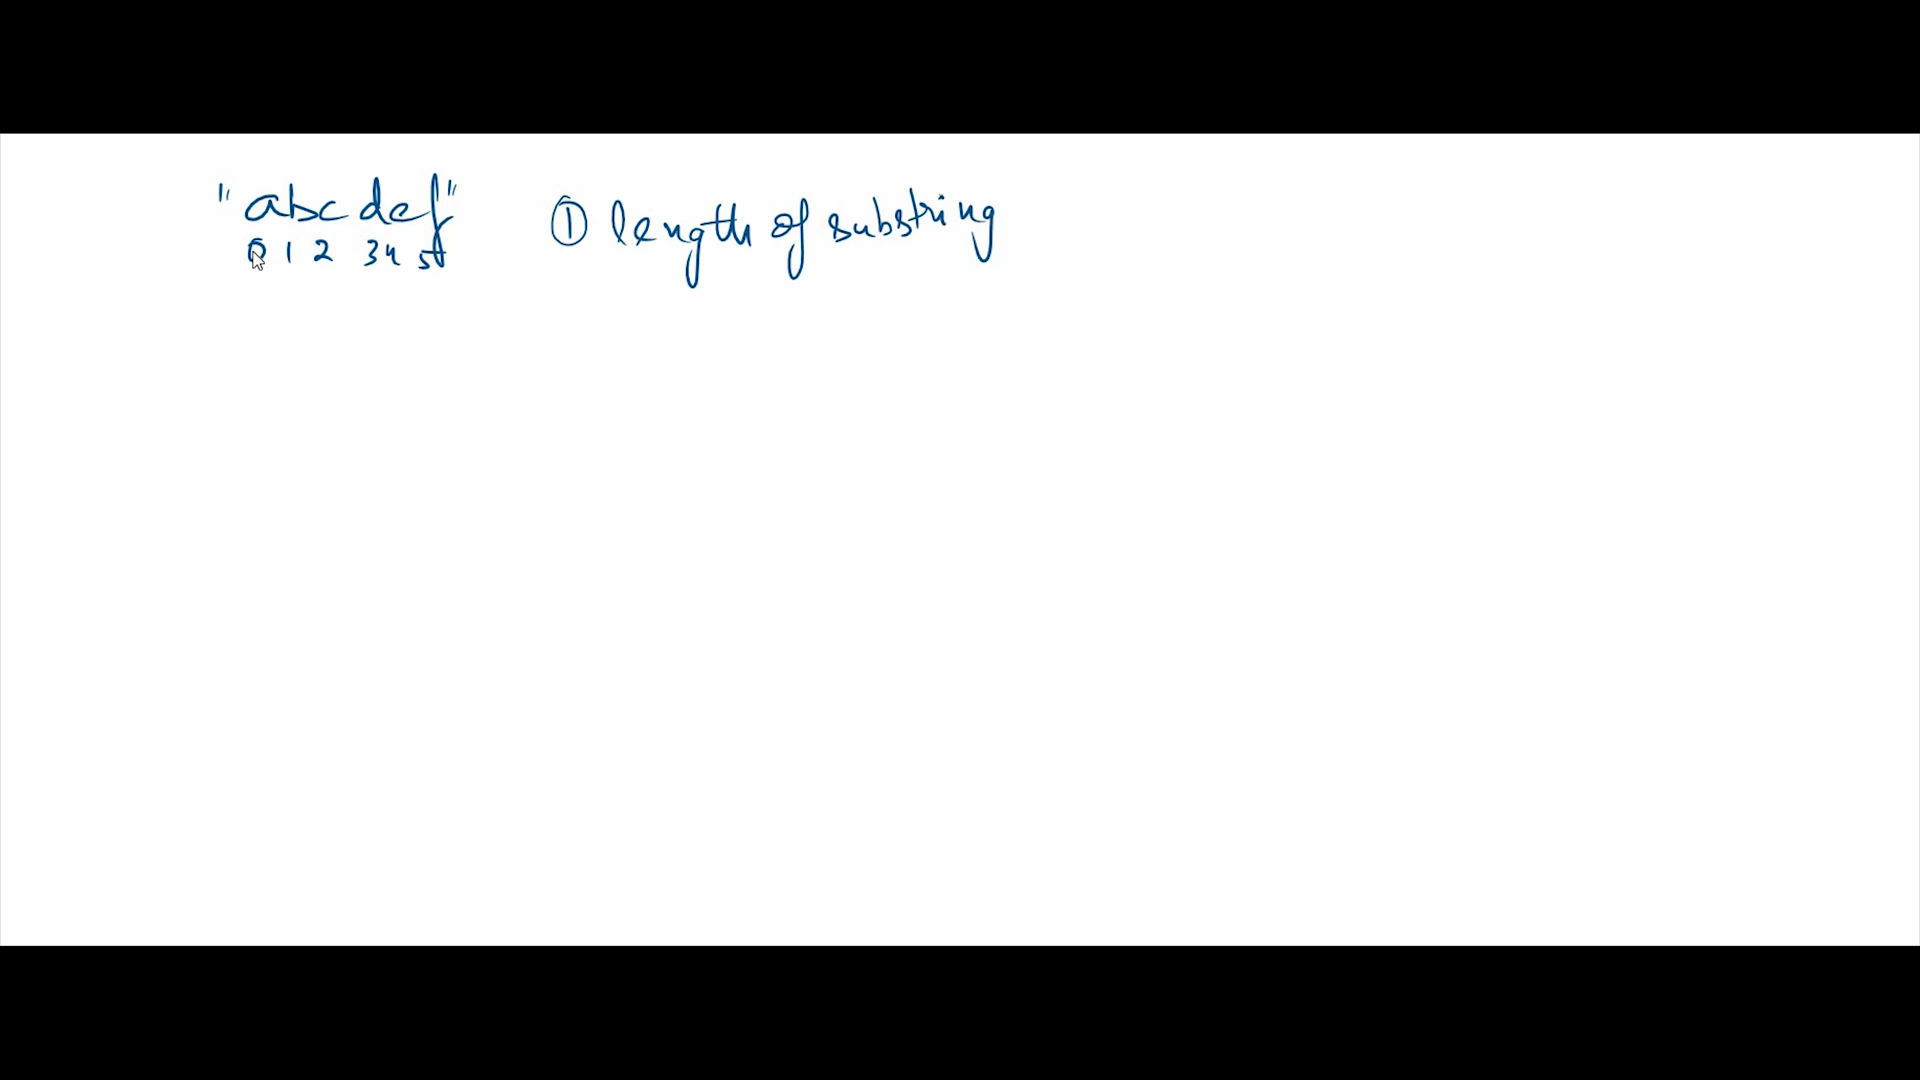 "abcdef" ① length of substring
0 1 2 3 4 5